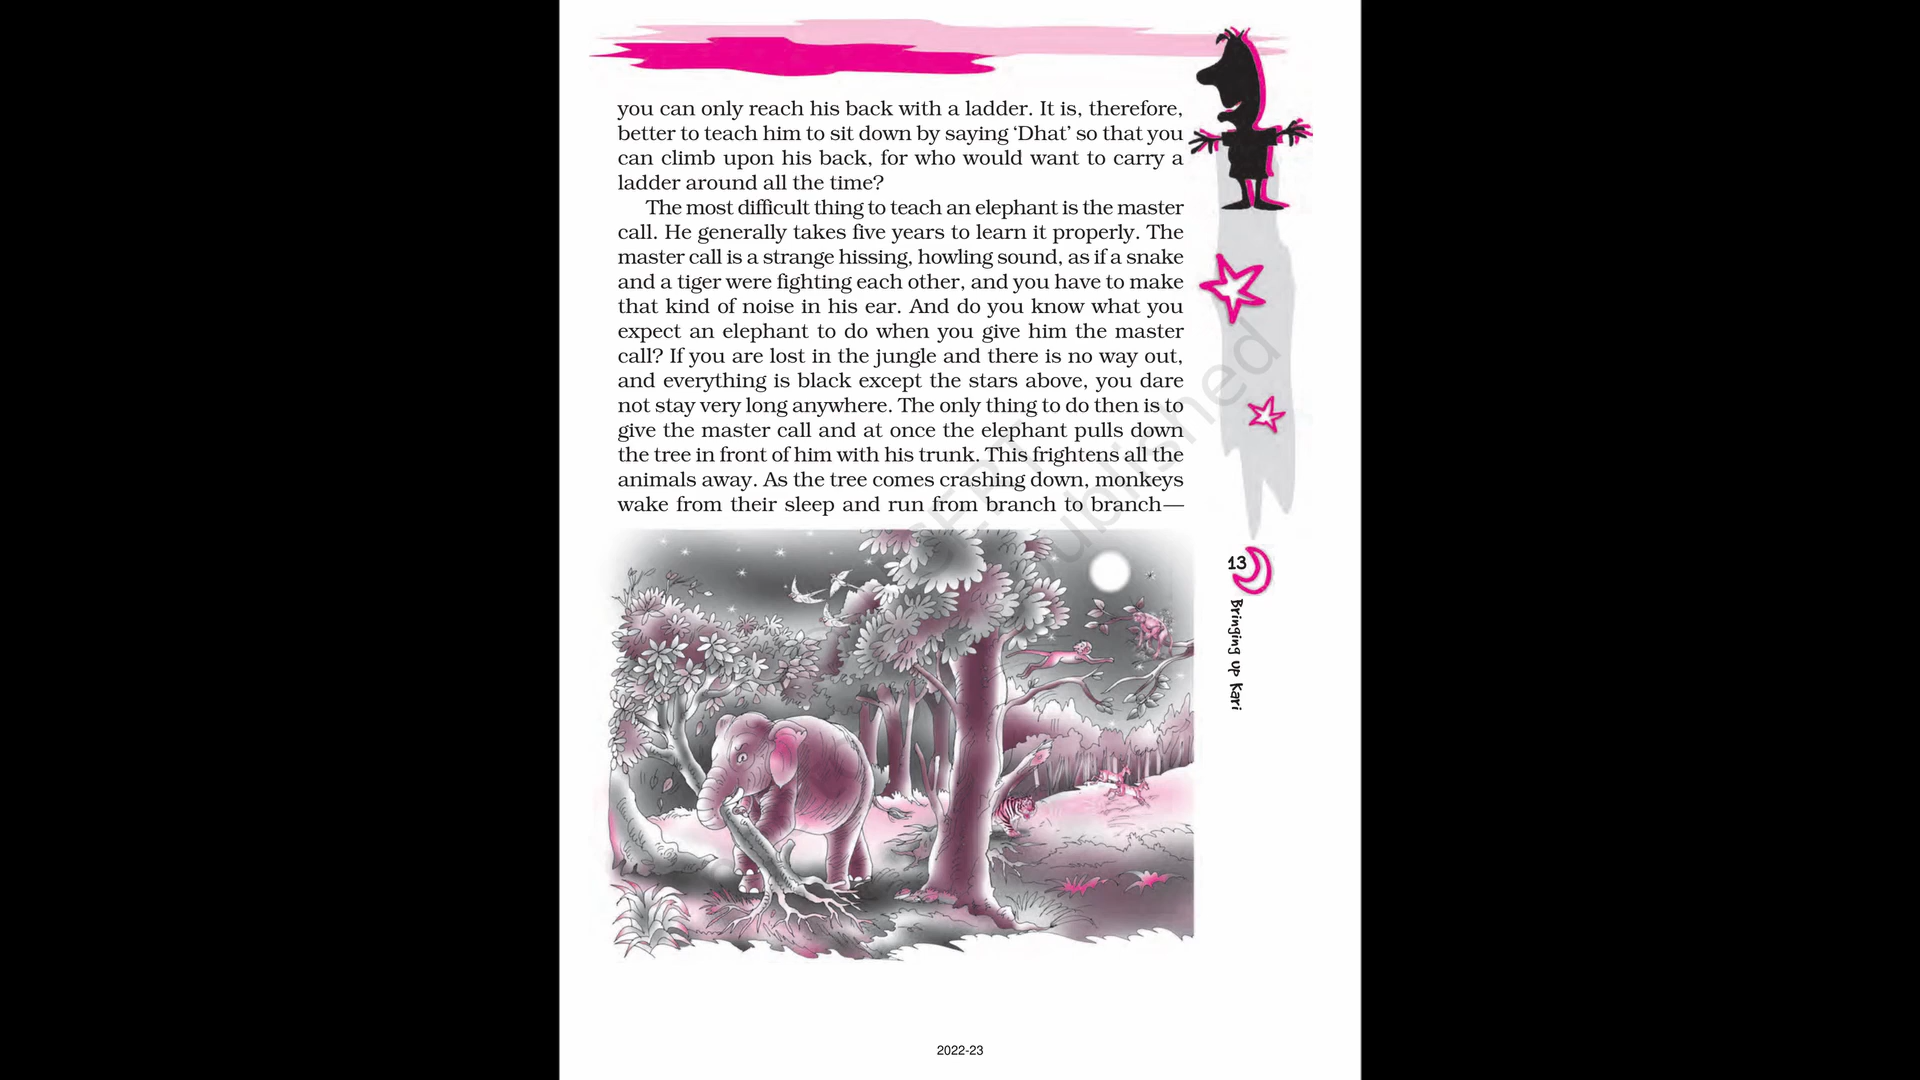 you can only reach his back with a ladder. It is, therefore,
better to teach him to sit down by saying ‘Dhat’ so that you
can climb upon his back, for who would want to carry a
ladder around all the time?
The most difficult thing to teach an elephant is the master
call. He generally takes five years to learn it properly. The
master call is a strange hissing, howling sound, as if a snake
and a tiger were fighting each other, and you have to make
that kind of noise in his ear. And do you know what you
expect an elephant to do when you give him the master
call? If you are lost in the jungle and there is no way out,
and everything is black except the stars above, you dare
not stay very long anywhere. The only thing to do then is to
give the master call and at once the elephant pulls down
the tree in front of him with his trunk. This frightens all the
animals away. As the tree comes crashing down, monkeys
wake from their sleep and run from branch to branch—
13
Bringing up Kari
2022-23